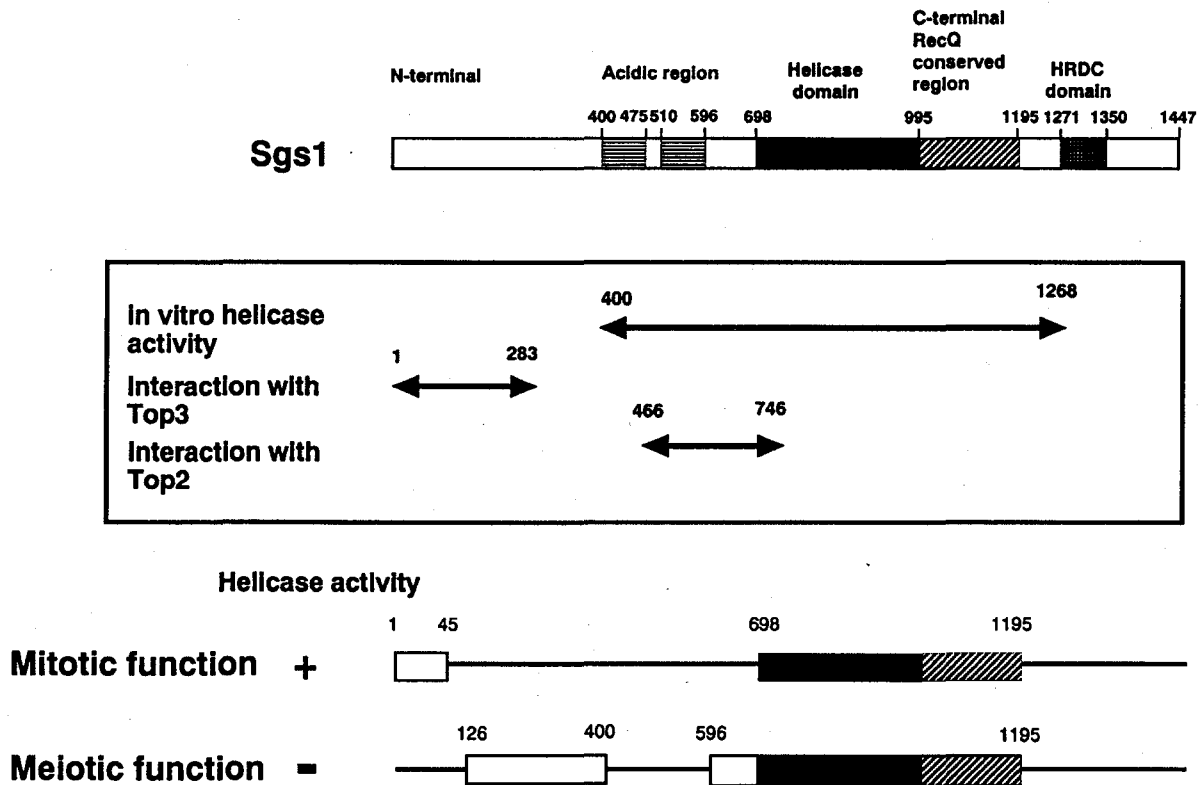 C-terminal
RecQ
conserved
region
N-terminal
Acidic region
Helicase
domain
HRDC
domain
400 475 510 596 698 995 1195 1271 1350 1447
Sgs1
In vitro helicase
activity
400 1268
1 283
Interaction with
Top3
466 746
Interaction with
Top2
Helicase activity
1 45 698 1195
Mitotic function +
126 400 596 1195
Meiotic function -